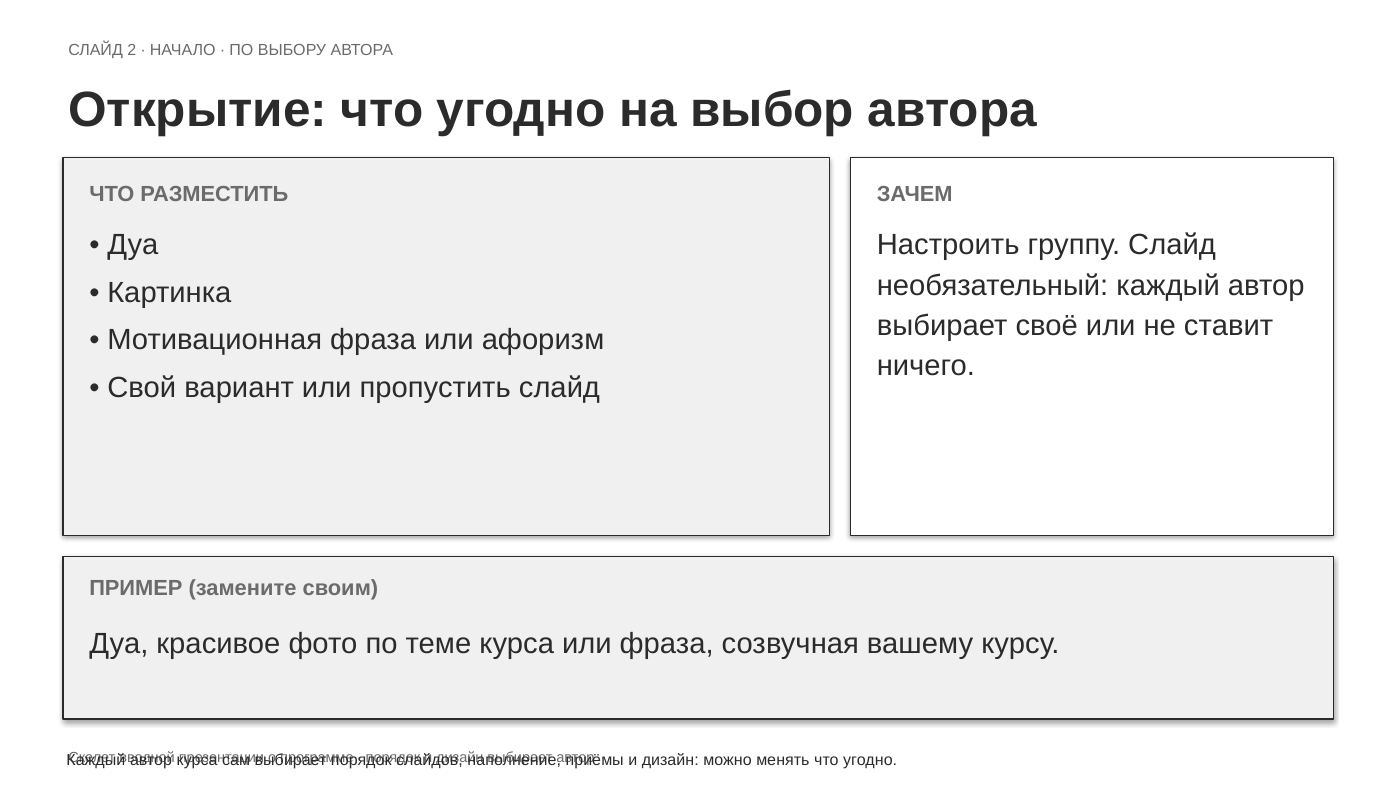 СЛАЙД 2 · НАЧАЛО · ПО ВЫБОРУ АВТОРА
Открытие: что угодно на выбор автора
ЧТО РАЗМЕСТИТЬ
• Дуа
• Картинка
• Мотивационная фраза или афоризм
• Свой вариант или пропустить слайд
ЗАЧЕМ
Настроить группу. Слайд
необязательный: каждый автор
выбирает своё или не ставит
ничего.
ПРИМЕР (замените своим)
Дуа, красивое фото по теме курса или фраза, созвучная вашему курсу.
Каждый автор курса сам выбирает порядок слайдов, наполнение, приёмы и дизайн: можно менять что угодно.